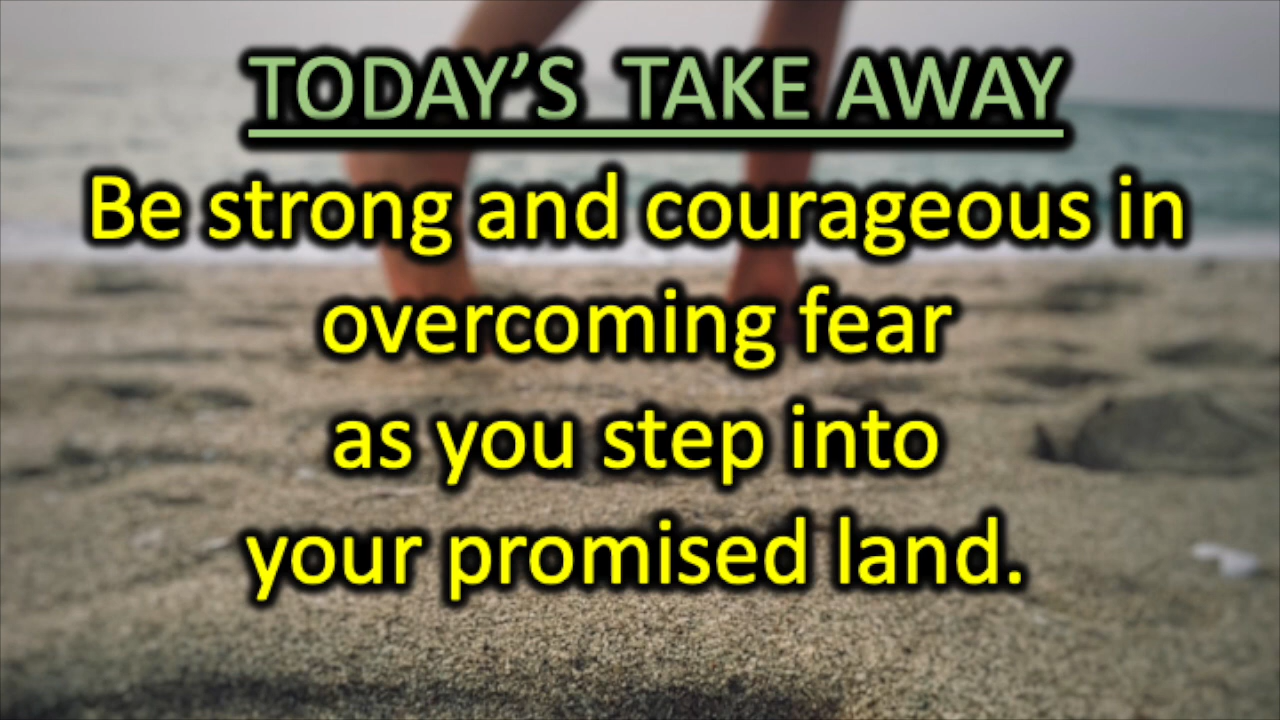 TODAY’S  TAKE AWAY
Be strong and courageous in
overcoming fear
as you step into
your promised land.